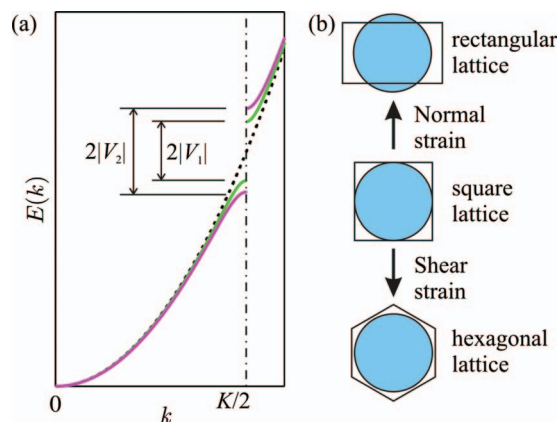 (a)
E(k)
2|V₂|
2|V₁|
0
k
K/2
(b)
rectangular
lattice
Normal
strain
square
lattice
Shear
strain
hexagonal
lattice